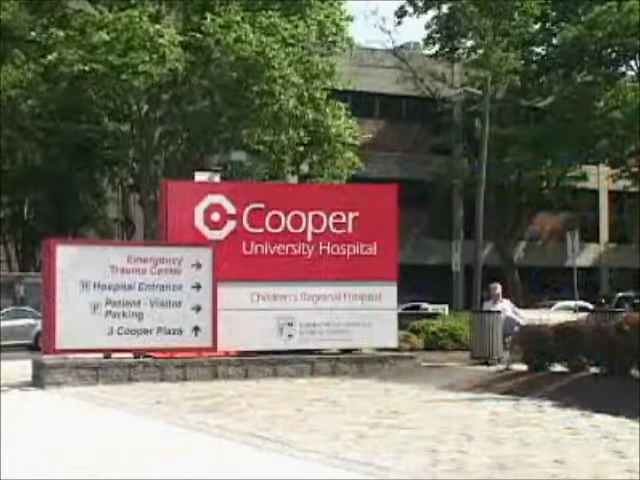 Cooper
University Hospital
Children's Regional Hospital
Emergency
Trauma Center →
H Hospital Entrance →
P Patient - Visitor →
Parking
3 Cooper Plaza ↑